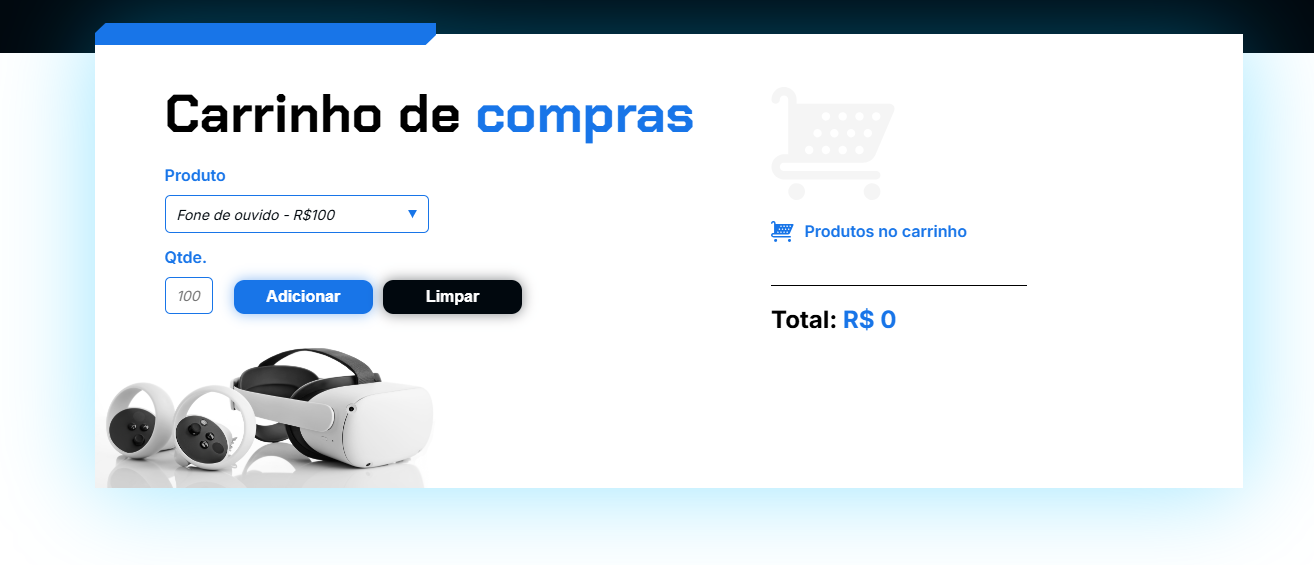 Carrinho de compras
Produto
Fone de ouvido - R$100
Qtde.
100
Adicionar
Limpar
Produtos no carrinho
Total: R$ 0